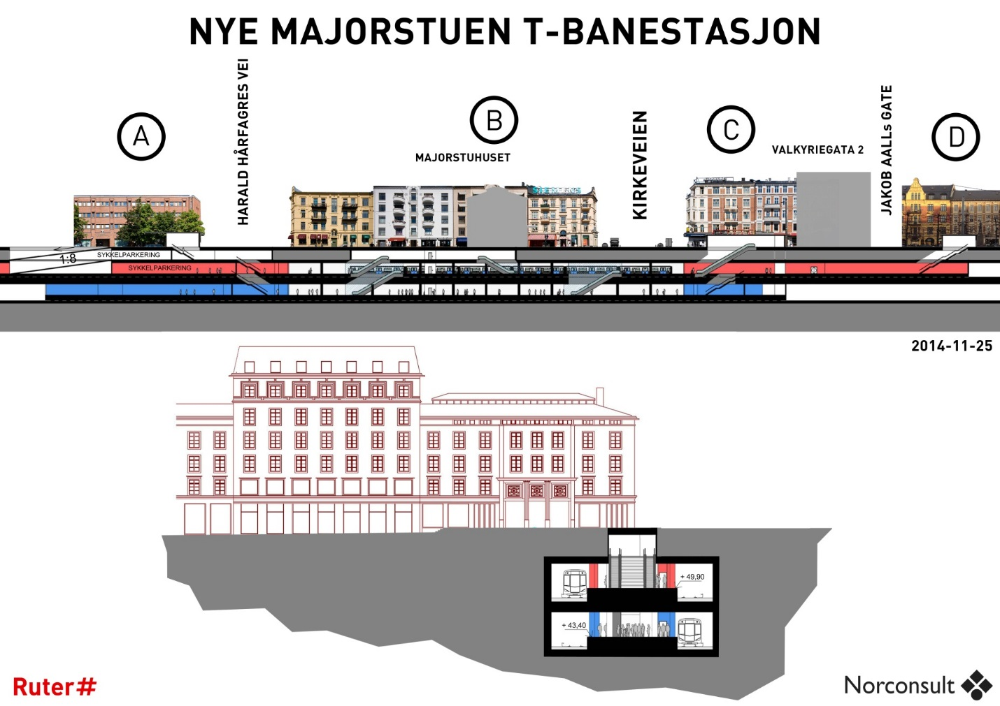 NYE MAJORSTUEN T-BANESTASJON
HARALD HÅRFAGRES VEI
A
B
MAJORSTUHUSET
KIRKEVEIEN
C
VALKYRIEGATA 2
JAKOB AALLs GATE
D
SYKKELPARKERING
1:8
SYKKELPARKERING
2014-11-25
+ 49,90
+ 43,40
Ruter#
Norconsult